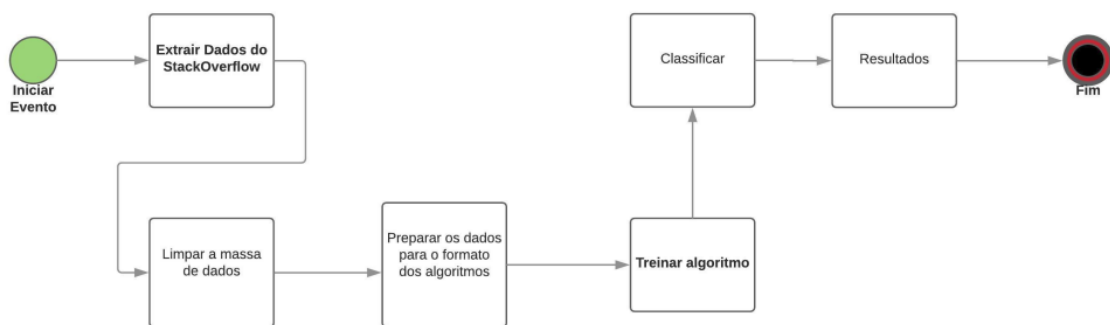 Iniciar
Evento
Extrair Dados do
StackOverflow
Limpar a massa
de dados
Preparar os dados
para o formato
dos algoritmos
Treinar algoritmo
Classificar
Resultados
Fim